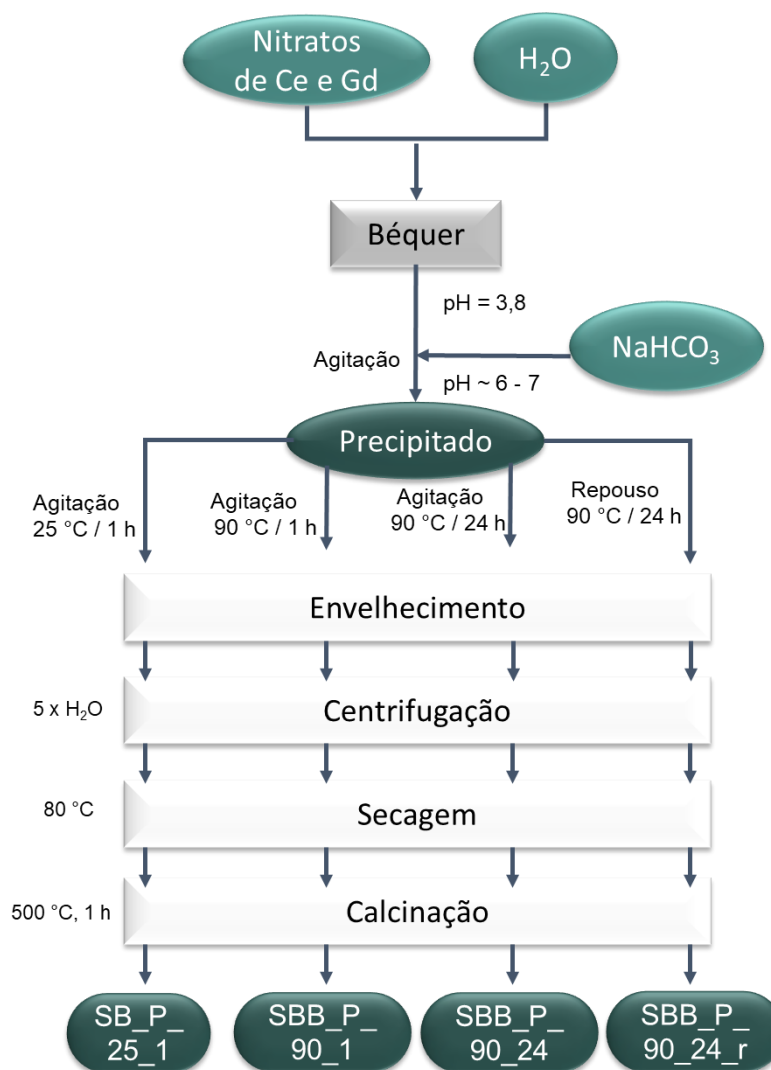 Nitratos
de Ce e Gd
H₂O
Béquer
pH = 3,8
Agitação
NaHCO₃
pH ~ 6 - 7
Precipitado
Agitação
25 °C / 1 h
Agitação
90 °C / 1 h
Agitação
90 °C / 24 h
Repouso
90 °C / 24 h
Envelhecimento
5 x H₂O
Centrifugação
80 °C
Secagem
500 °C, 1 h
Calcinação
SB_P_
25_1
SBB_P_
90_1
SBB_P_
90_24
SBB_P_
90_24_r